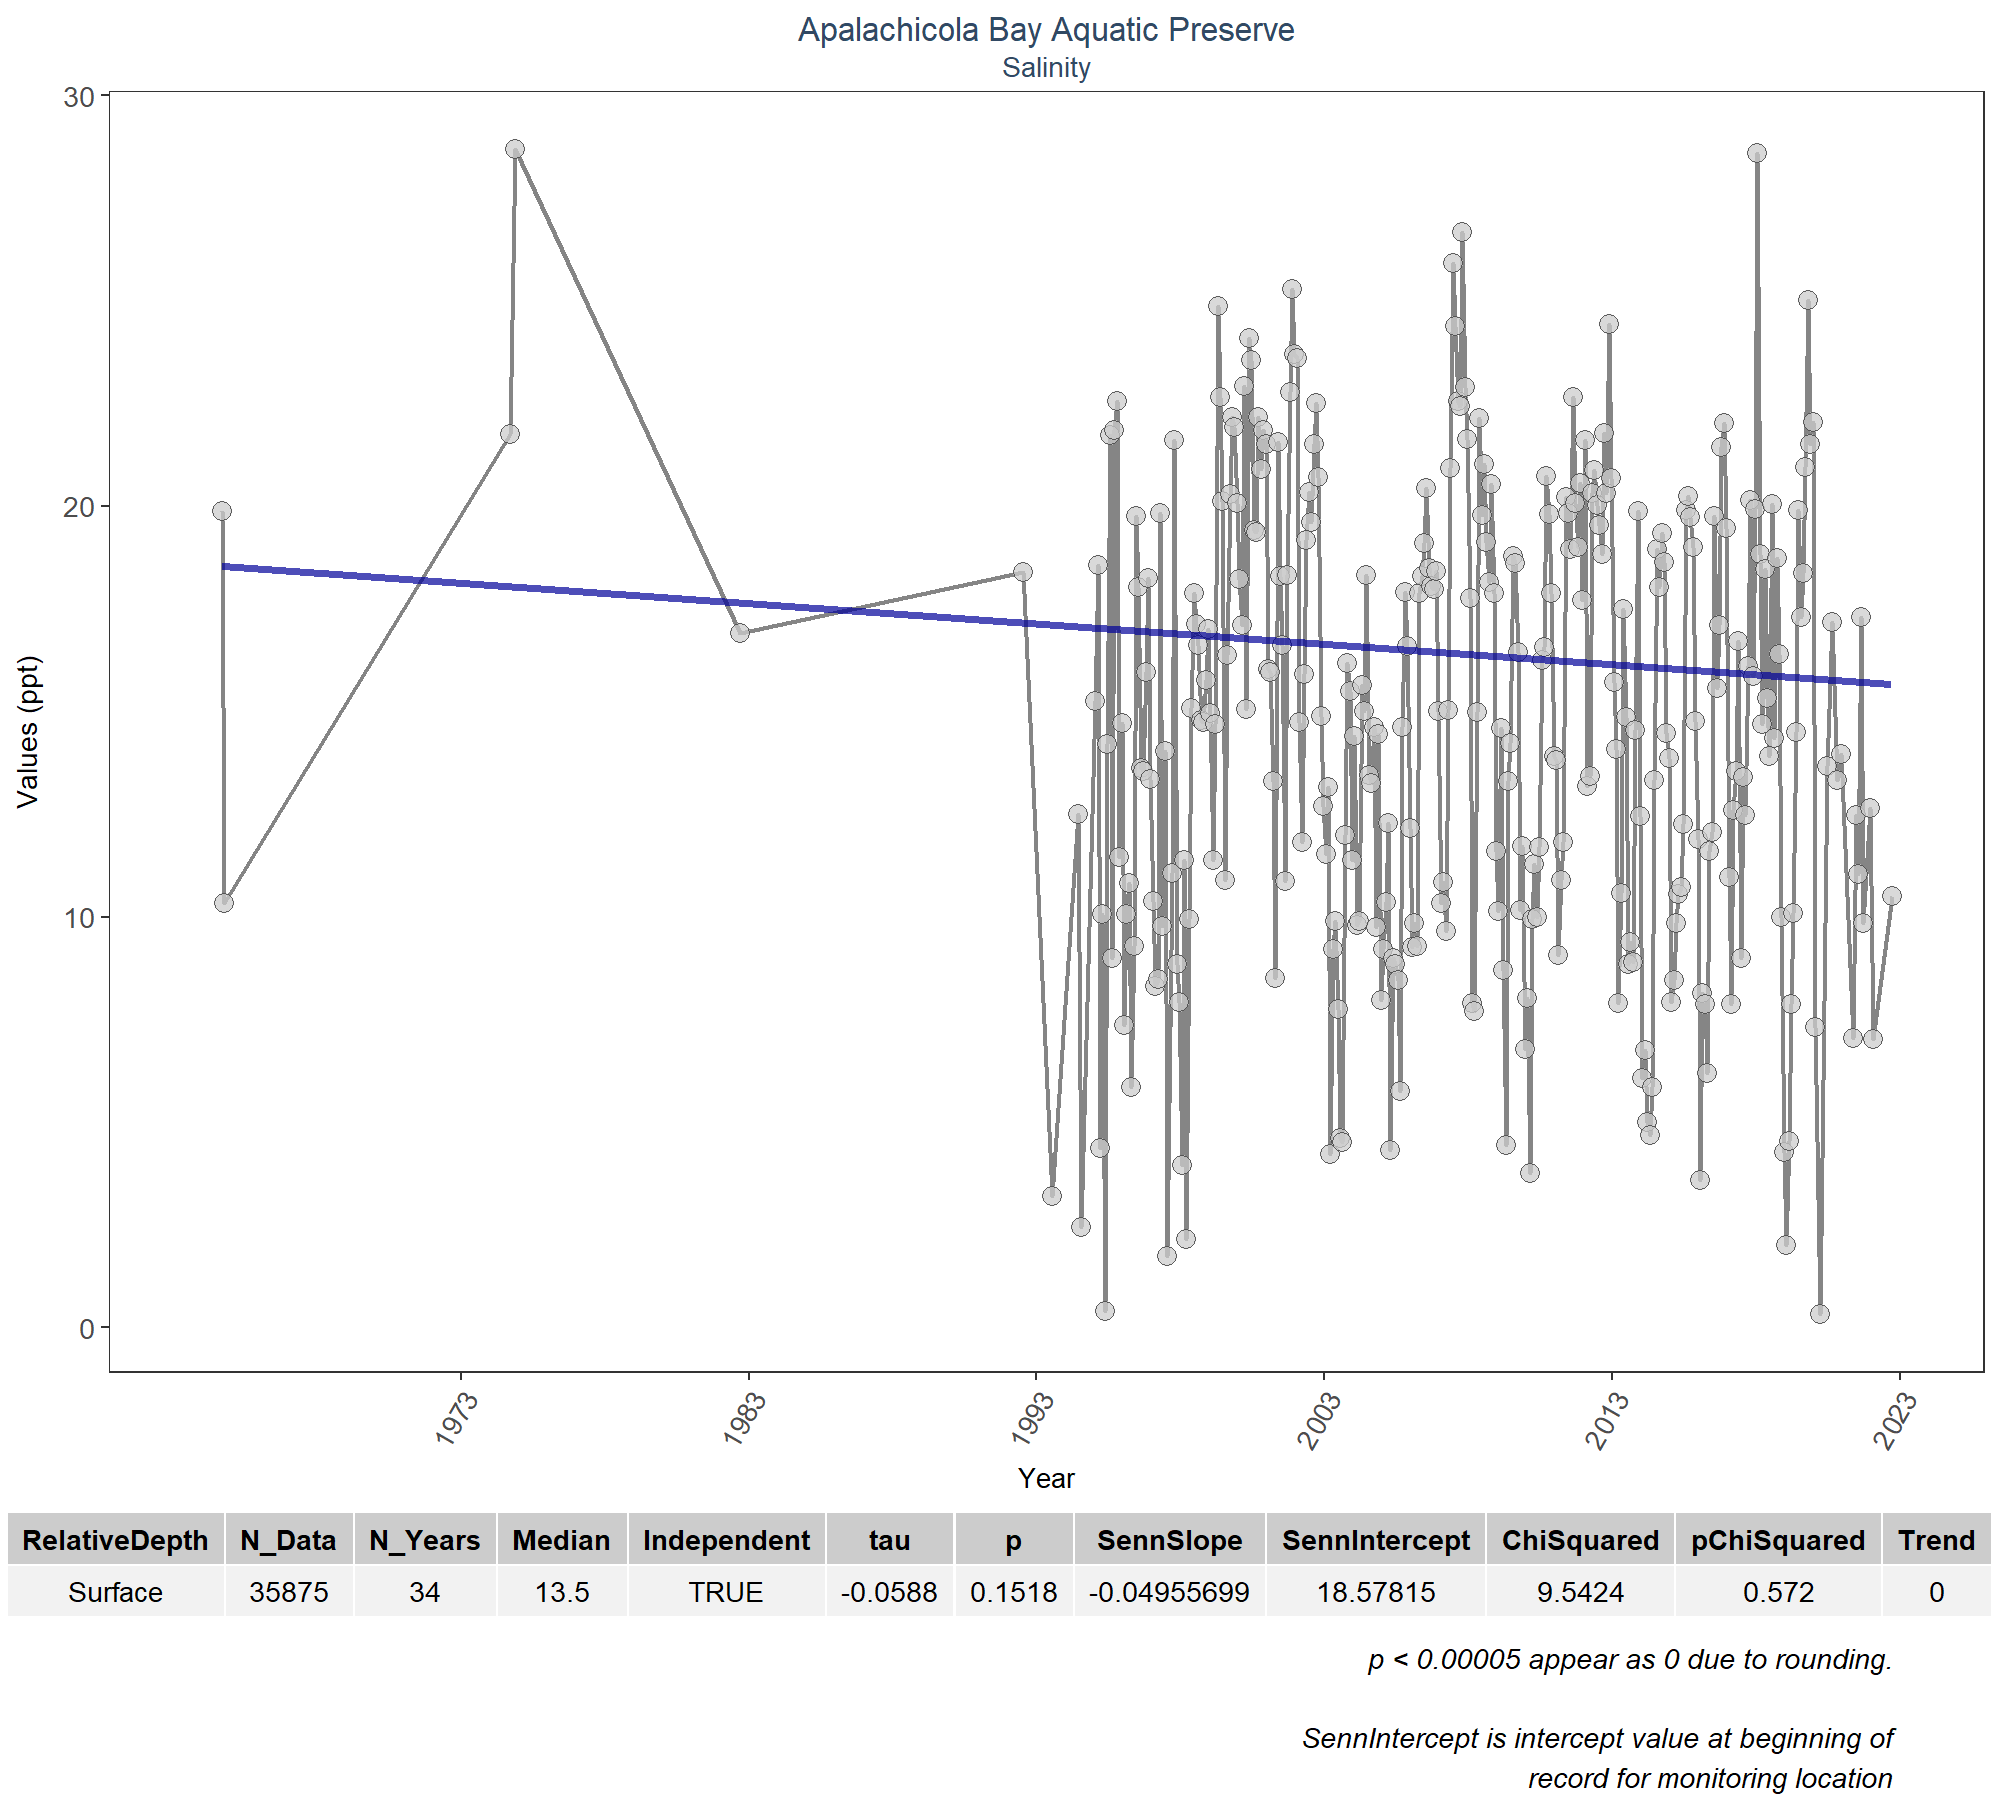 Apalachicola Bay Aquatic Preserve
Salinity
30
20
10
0
Values (ppt)
1973 1983 1993 2003 2013 2023
Year
RelativeDepth N_Data N_Years Median Independent tau p SennSlope SennIntercept ChiSquared pChiSquared Trend
Surface 35875 34 13.5 TRUE -0.0588 0.1518 -0.04955699 18.57815 9.5424 0.572 0
p < 0.00005 appear as 0 due to rounding.
SennIntercept is intercept value at beginning of
record for monitoring location